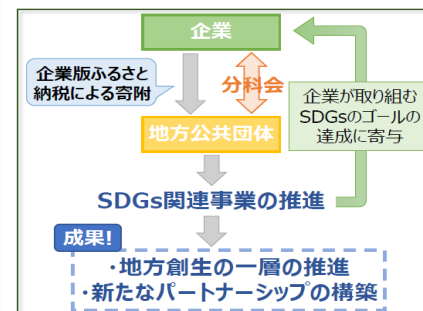 企業
企業版ふるさと
納税による寄附
分科会
企業が取り組む
SDGsのゴールの
達成に寄与
地方公共団体
SDGs関連事業の推進
成果!
・地方創生の一層の推進
・新たなパートナーシップの構築